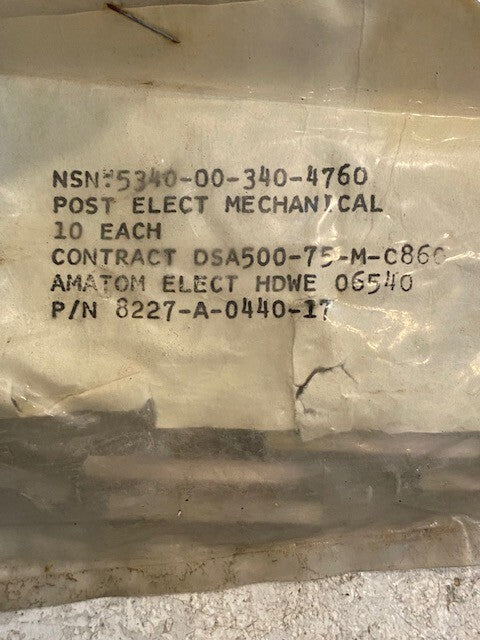 NSN:5340-00-340-4760
POST ELECT MECHANICAL
10 EACH
CONTRACT DSA500-75-M-C860
AMATOM ELECT HDWE 06540
P/N 8227-A-0440-17